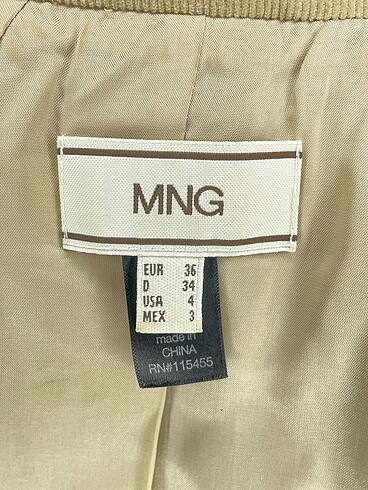 MNG
EUR 36
D 34
USA 4
MEX 3
made in
CHINA
RN#115455